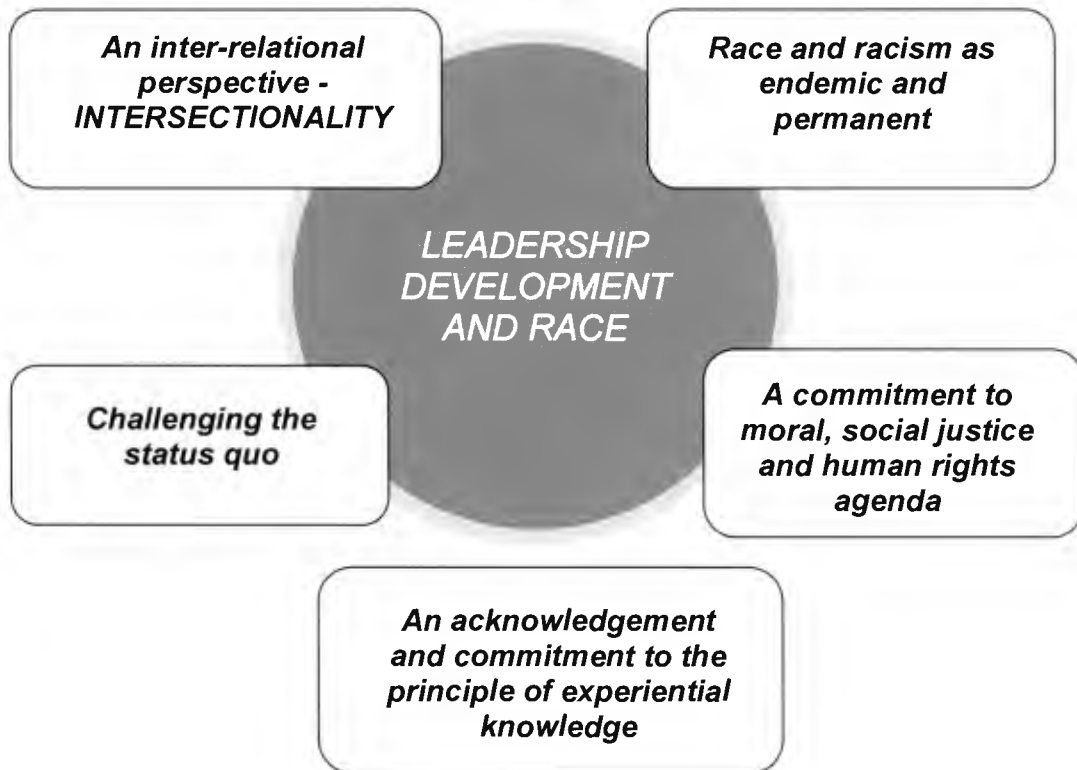 An inter-relational
perspective -
INTERSECTIONALITY
Race and racism as
endemic and
permanent
LEADERSHIP
DEVELOPMENT
AND RACE
Challenging the
status quo
A commitment to
moral, social justice
and human rights
agenda
An acknowledgement
and commitment to the
principle of experiential
knowledge